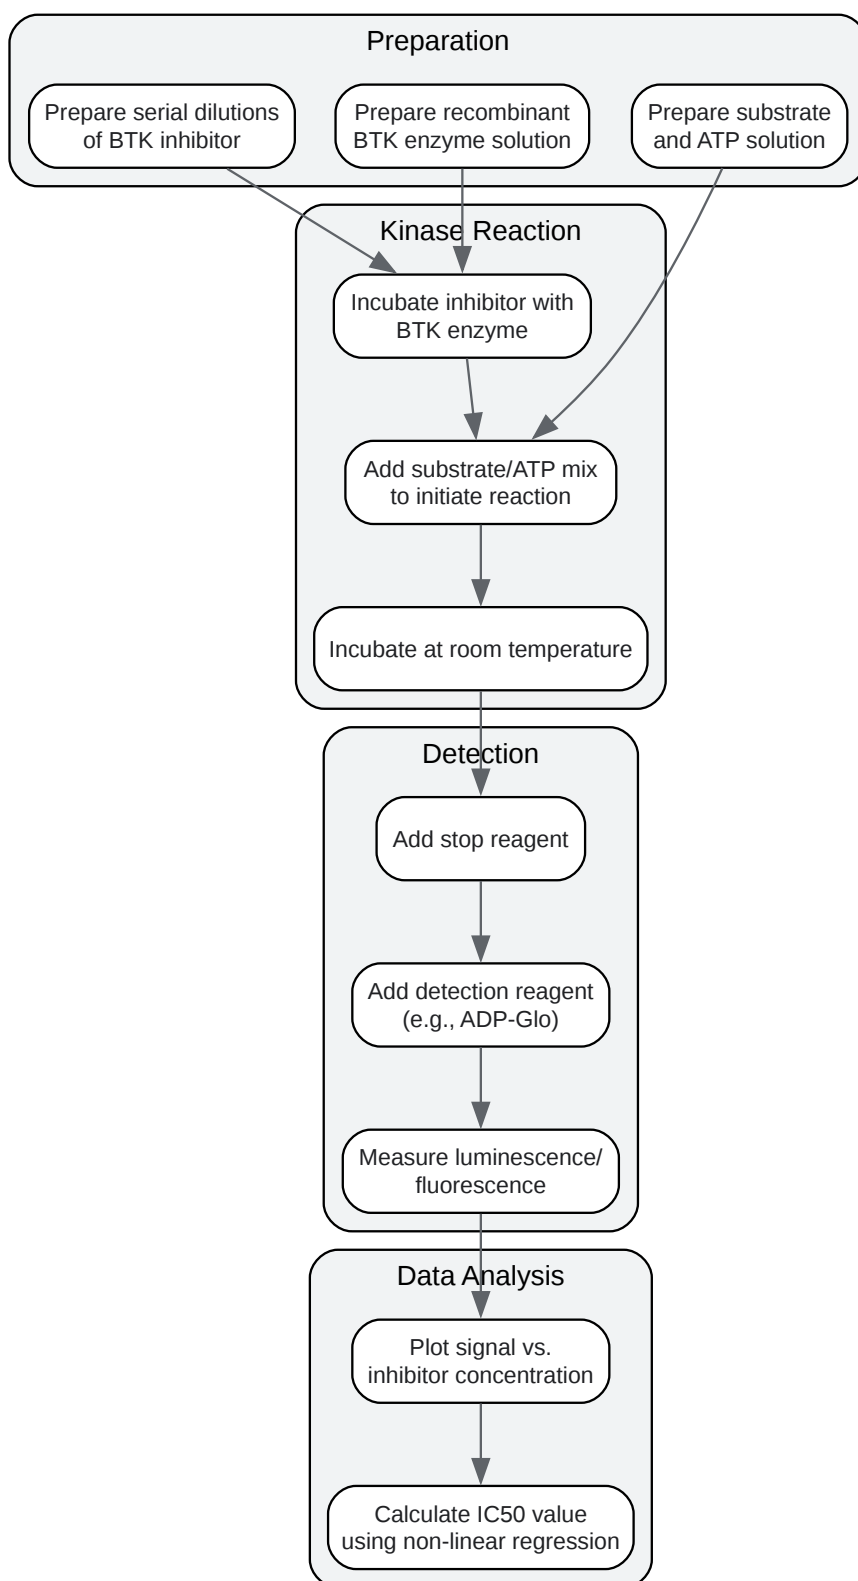 Preparation
Prepare serial dilutions
of BTK inhibitor
Prepare recombinant
BTK enzyme solution
Prepare substrate
and ATP solution
Kinase Reaction
Incubate inhibitor with
BTK enzyme
Add substrate/ATP mix
to initiate reaction
Incubate at room temperature
Detection
Add stop reagent
Add detection reagent
(e.g., ADP-Glo)
Measure luminescence/
fluorescence
Data Analysis
Plot signal vs.
inhibitor concentration
Calculate IC50 value
using non-linear regression